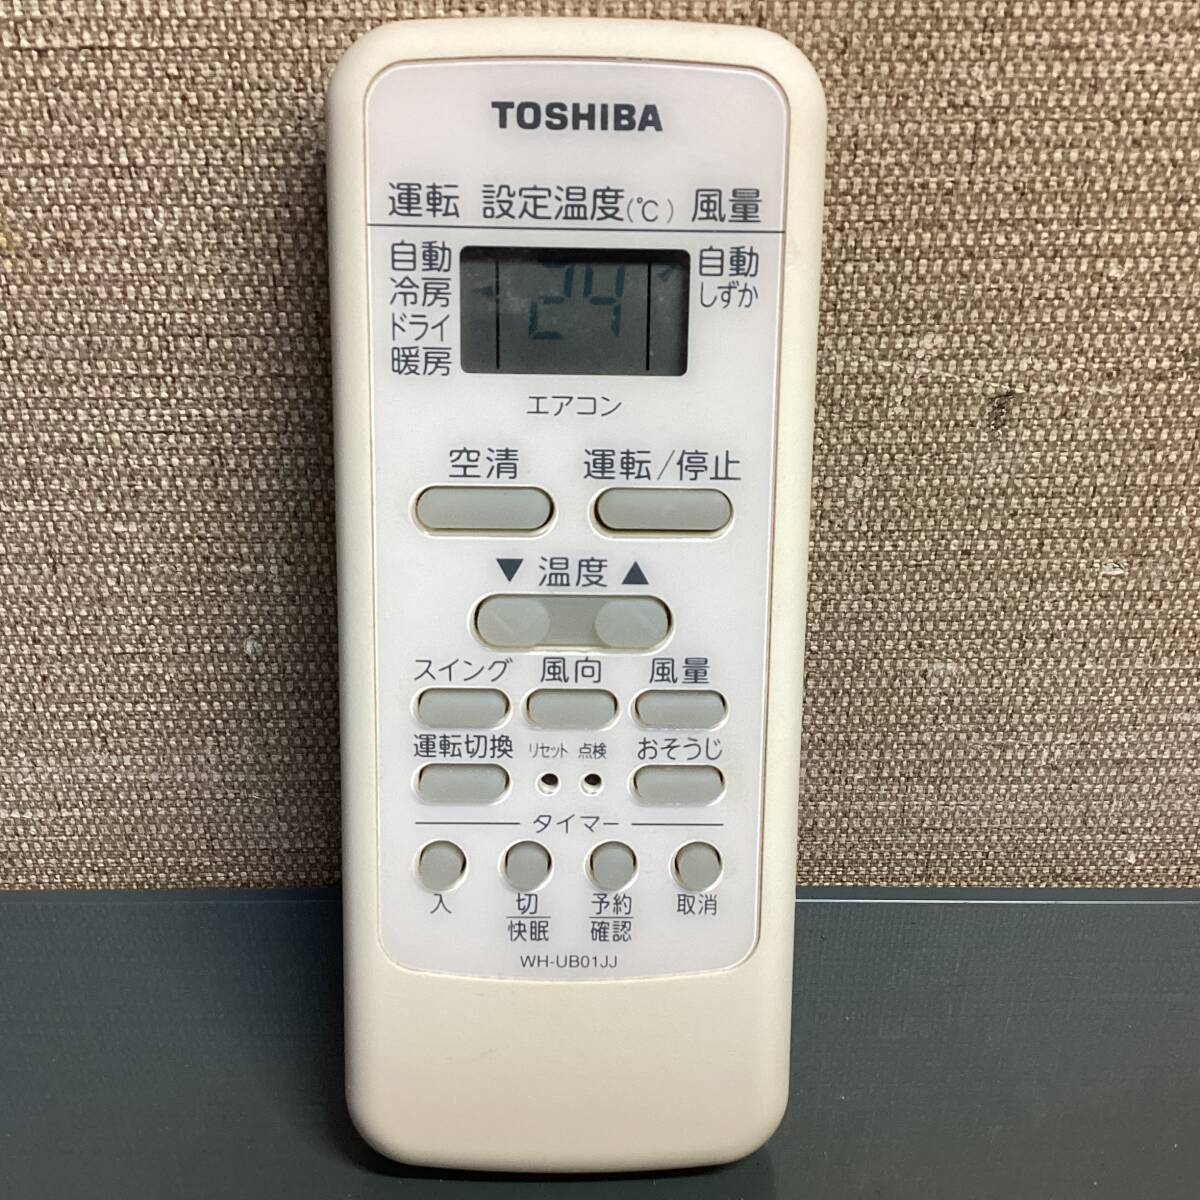 TOSHIBA
運転 設定温度(℃) 風量
自動 24 自動
冷房 しずか
ドライ
暖房
エアコン
空清 運転/停止
▼ 温度 ▲
スイング 風向 風量
運転切換 リセット 点検 おそうじ
タイマー
入 切 予約 取消
快眠 確認
WH-UB01JJ